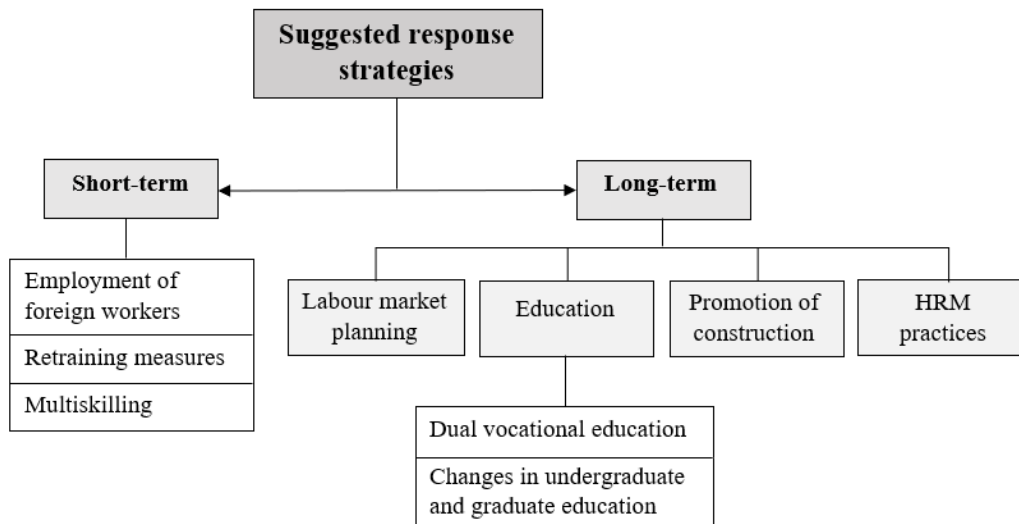 Suggested response
strategies
Short-term
Long-term
Employment of
foreign workers
Retraining measures
Multiskilling
Labour market
planning
Education
Promotion of
construction
HRM
practices
Dual vocational education
Changes in undergraduate
and graduate education